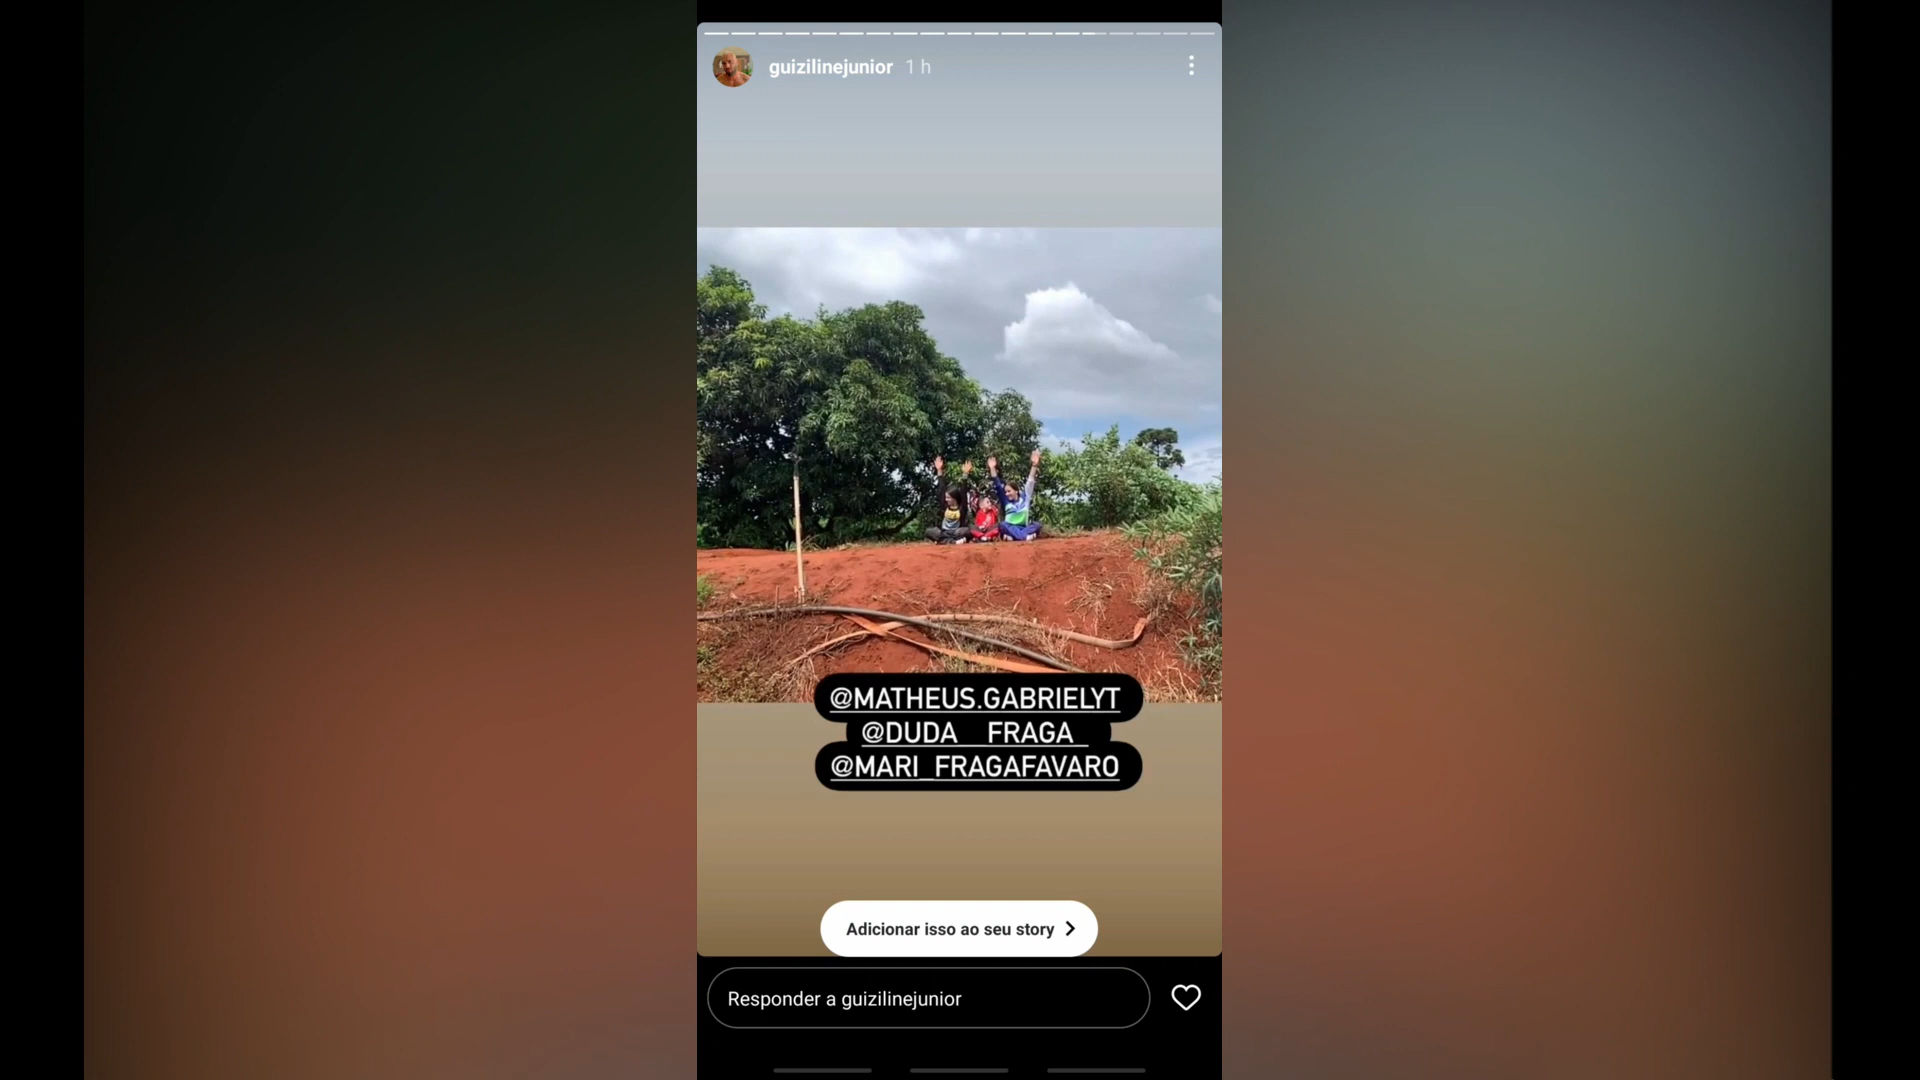 guizilinejunior 1 h
@MATHEUS.GABRIELYT
@DUDA__FRAGA_
@MARI_FRAGAFAVARO
Adicionar isso ao seu story
Responder a guizilinejunior